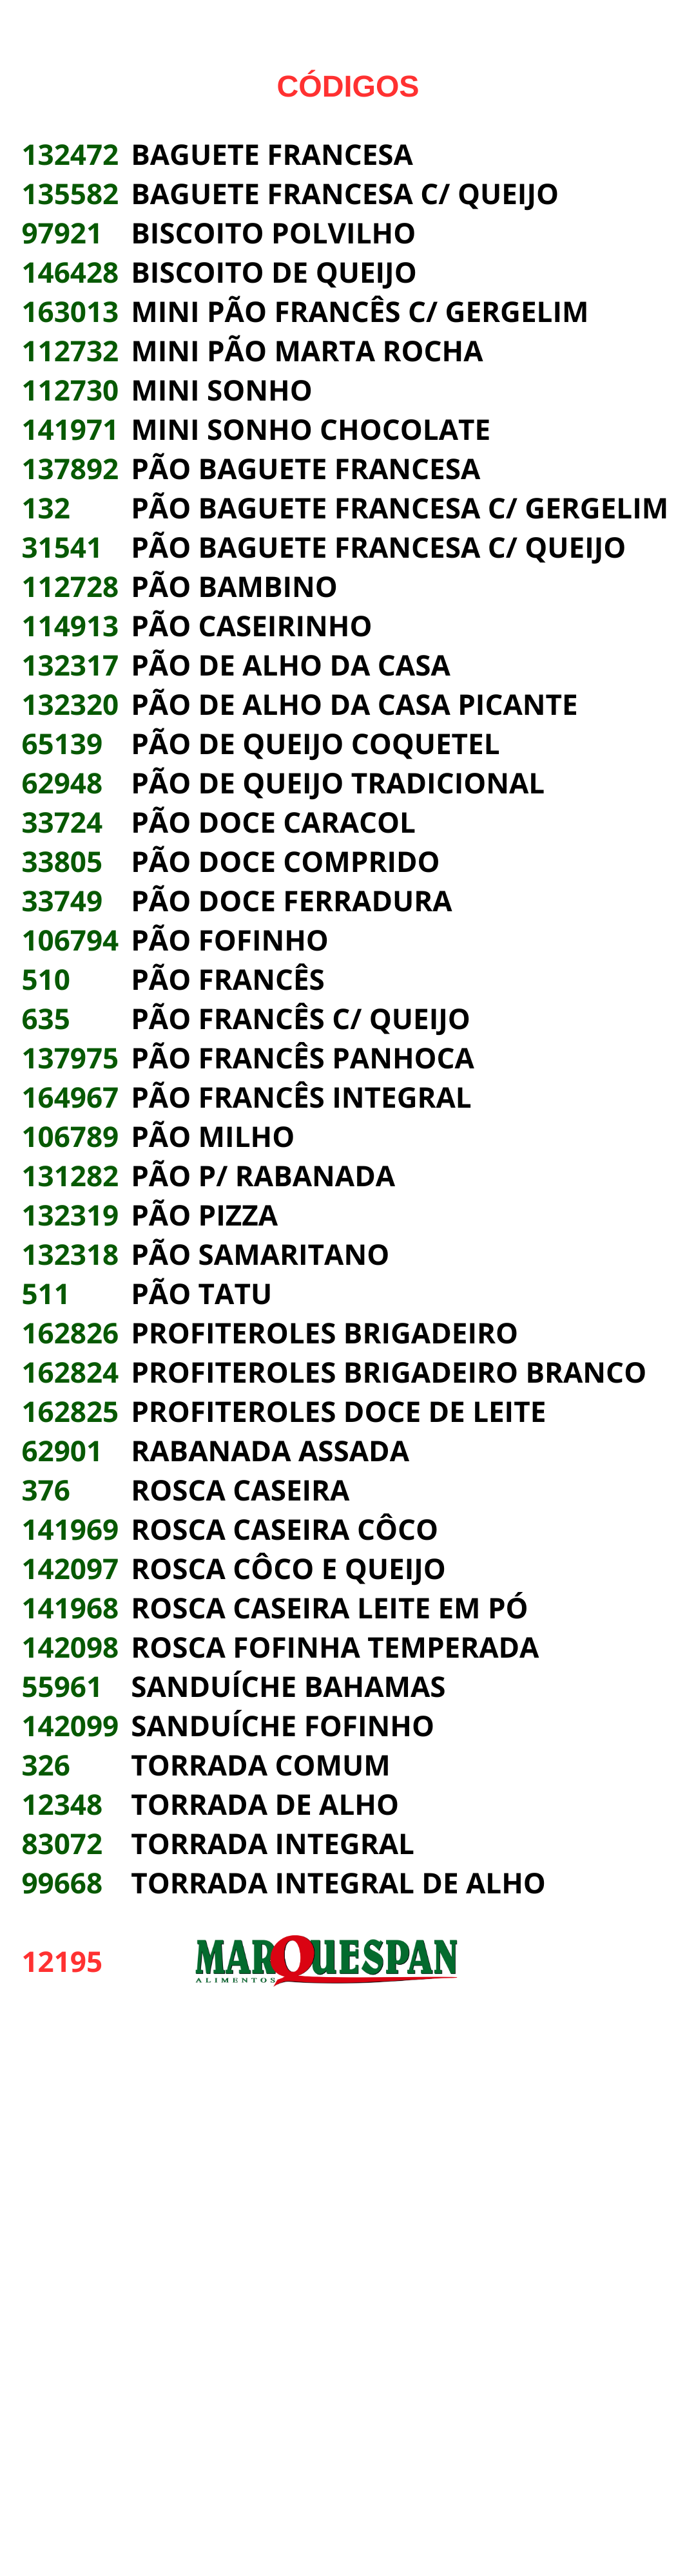 CÓDIGOS
132472 BAGUETE FRANCESA
135582 BAGUETE FRANCESA C/ QUEIJO
97921 BISCOITO POLVILHO
146428 BISCOITO DE QUEIJO
163013 MINI PÃO FRANCÊS C/ GERGELIM
112732 MINI PÃO MARTA ROCHA
112730 MINI SONHO
141971 MINI SONHO CHOCOLATE
137892 PÃO BAGUETE FRANCESA
132 PÃO BAGUETE FRANCESA C/ GERGELIM
31541 PÃO BAGUETE FRANCESA C/ QUEIJO
112728 PÃO BAMBINO
114913 PÃO CASEIRINHO
132317 PÃO DE ALHO DA CASA
132320 PÃO DE ALHO DA CASA PICANTE
65139 PÃO DE QUEIJO COQUETEL
62948 PÃO DE QUEIJO TRADICIONAL
33724 PÃO DOCE CARACOL
33805 PÃO DOCE COMPRIDO
33749 PÃO DOCE FERRADURA
106794 PÃO FOFINHO
510 PÃO FRANCÊS
635 PÃO FRANCÊS C/ QUEIJO
137975 PÃO FRANCÊS PANHOCA
164967 PÃO FRANCÊS INTEGRAL
106789 PÃO MILHO
131282 PÃO P/ RABANADA
132319 PÃO PIZZA
132318 PÃO SAMARITANO
511 PÃO TATU
162826 PROFITEROLES BRIGADEIRO
162824 PROFITEROLES BRIGADEIRO BRANCO
162825 PROFITEROLES DOCE DE LEITE
62901 RABANADA ASSADA
376 ROSCA CASEIRA
141969 ROSCA CASEIRA CÔCO
142097 ROSCA CÔCO E QUEIJO
141968 ROSCA CASEIRA LEITE EM PÓ
142098 ROSCA FOFINHA TEMPERADA
55961 SANDUÍCHE BAHAMAS
142099 SANDUÍCHE FOFINHO
326 TORRADA COMUM
12348 TORRADA DE ALHO
83072 TORRADA INTEGRAL
99668 TORRADA INTEGRAL DE ALHO
12195 MARQUESPAN
ALIMENTOS